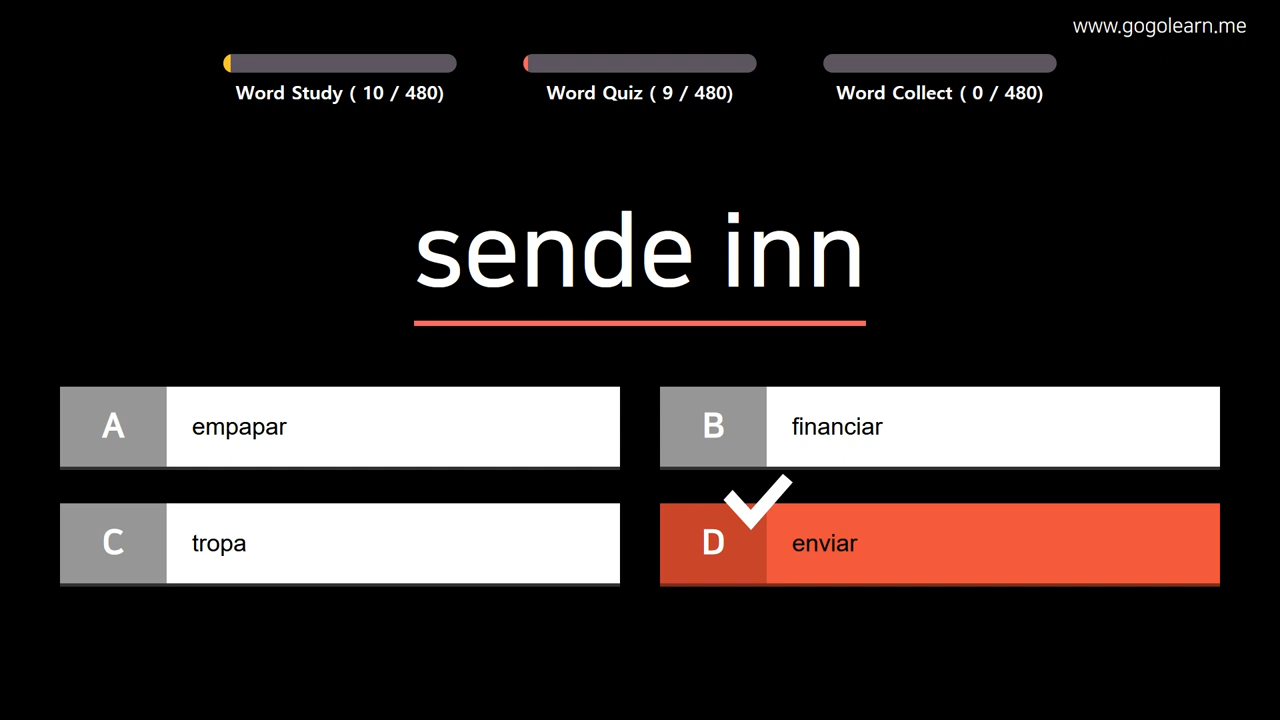 www.gogolearn.me
Word Study ( 10 / 480)
Word Quiz ( 9 / 480)
Word Collect ( 0 / 480)
sende inn
A empapar
B financiar
C tropa
D enviar